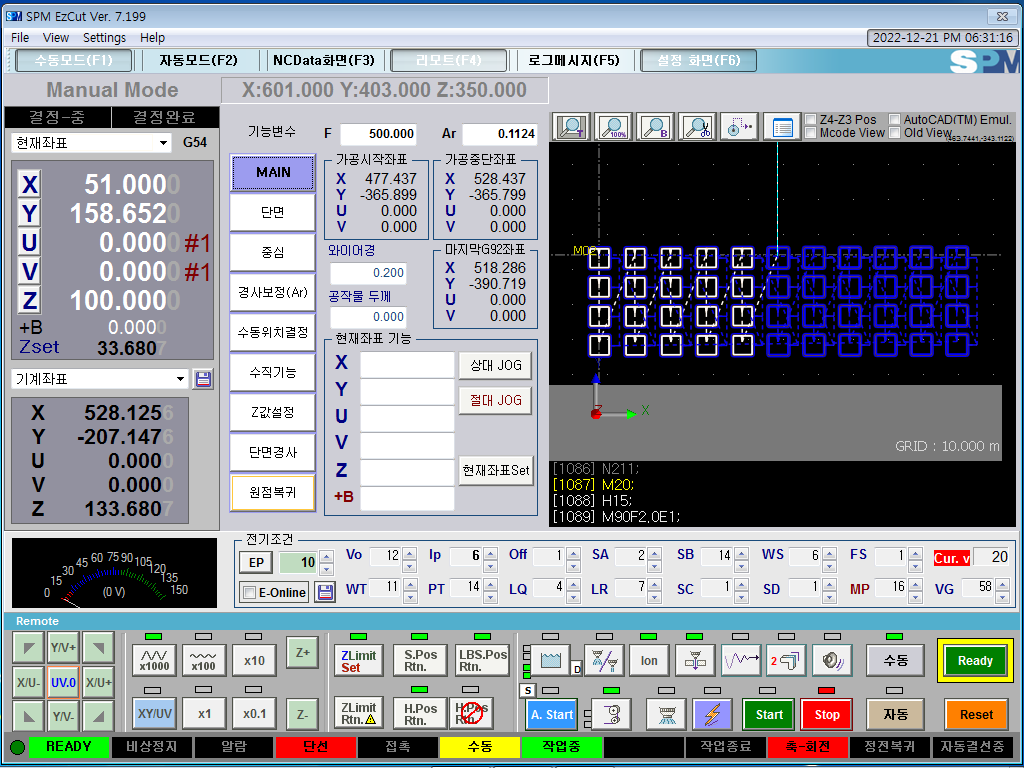 SPM EzCut Ver. 7.199
File View Settings Help
2022-12-21 PM 06:31:16
수동모드(F1) 자동모드(F2) NCData화면(F3) 리모트(F4) 로그메시지(F5) 설정 화면(F6) SPM
Manual Mode X:601.000 Y:403.000 Z:350.000
결정-중 결정완료
현재좌표 G54
X 51.0000
Y 158.6520
U 0.0000 #1
V 0.0000 #1
Z 100.0000
+B 0.0000
Zset 33.6807
기계좌표
X 528.1256
Y -207.1476
U 0.0000
V 0.0000
Z 133.6807
기능변수 F 500.000 Ar 0.1124
MAIN
단면
중심
경사보정(Ar)
수동위치결정
수직기능
Z값설정
단면경사
원점복귀
가공시작좌표
X 477.437
Y -365.899
U 0.000
V 0.000
가공중단좌표
X 528.437
Y -365.799
U 0.000
V 0.000
와이어경
0.200
공작물 두께
0.000
마지막G92좌표
X 518.286
Y -390.719
U 0.000
V 0.000
현재좌표 기능
X
Y
U
V
Z
+B
상대 JOG
절대 JOG
현재좌표Set
T 100% B
Z4-Z3 Pos AutoCAD(TM) Emul.
Mcode View Old View
(463.7441,-343.1122)
X
GRID : 10.000 m
[1086] N211;
[1087] M20;
[1088] H15;
[1089] M90F2,0E1;
0 15 30 45 60 75 90 105 120 135 150
(0 V)
전기조건
EP 10 Vo 12 Ip 6 Off 1 SA 2 SB 14 WS 6 FS 1 Cur. v 20
E-Online WT 11 PT 14 LQ 4 LR 7 SC 1 SD 1 MP 16 VG 58
Remote
Y/V+
X/U- UV.0 X/U+
Y/V-
x1000 x100 x10 Z+
XY/UV x1 x0.1 Z-
ZLimit Set S.Pos Rtn. LBS.Pos Rtn.
ZLimit Rtn. H.Pos Rtn.
D Ion 2 수동 Ready
S A. Start Start Stop 자동 Reset
READY 비상정지 알람 단선 접촉 수동 작업중 작업종료 축-회전 정전복귀 자동결선중